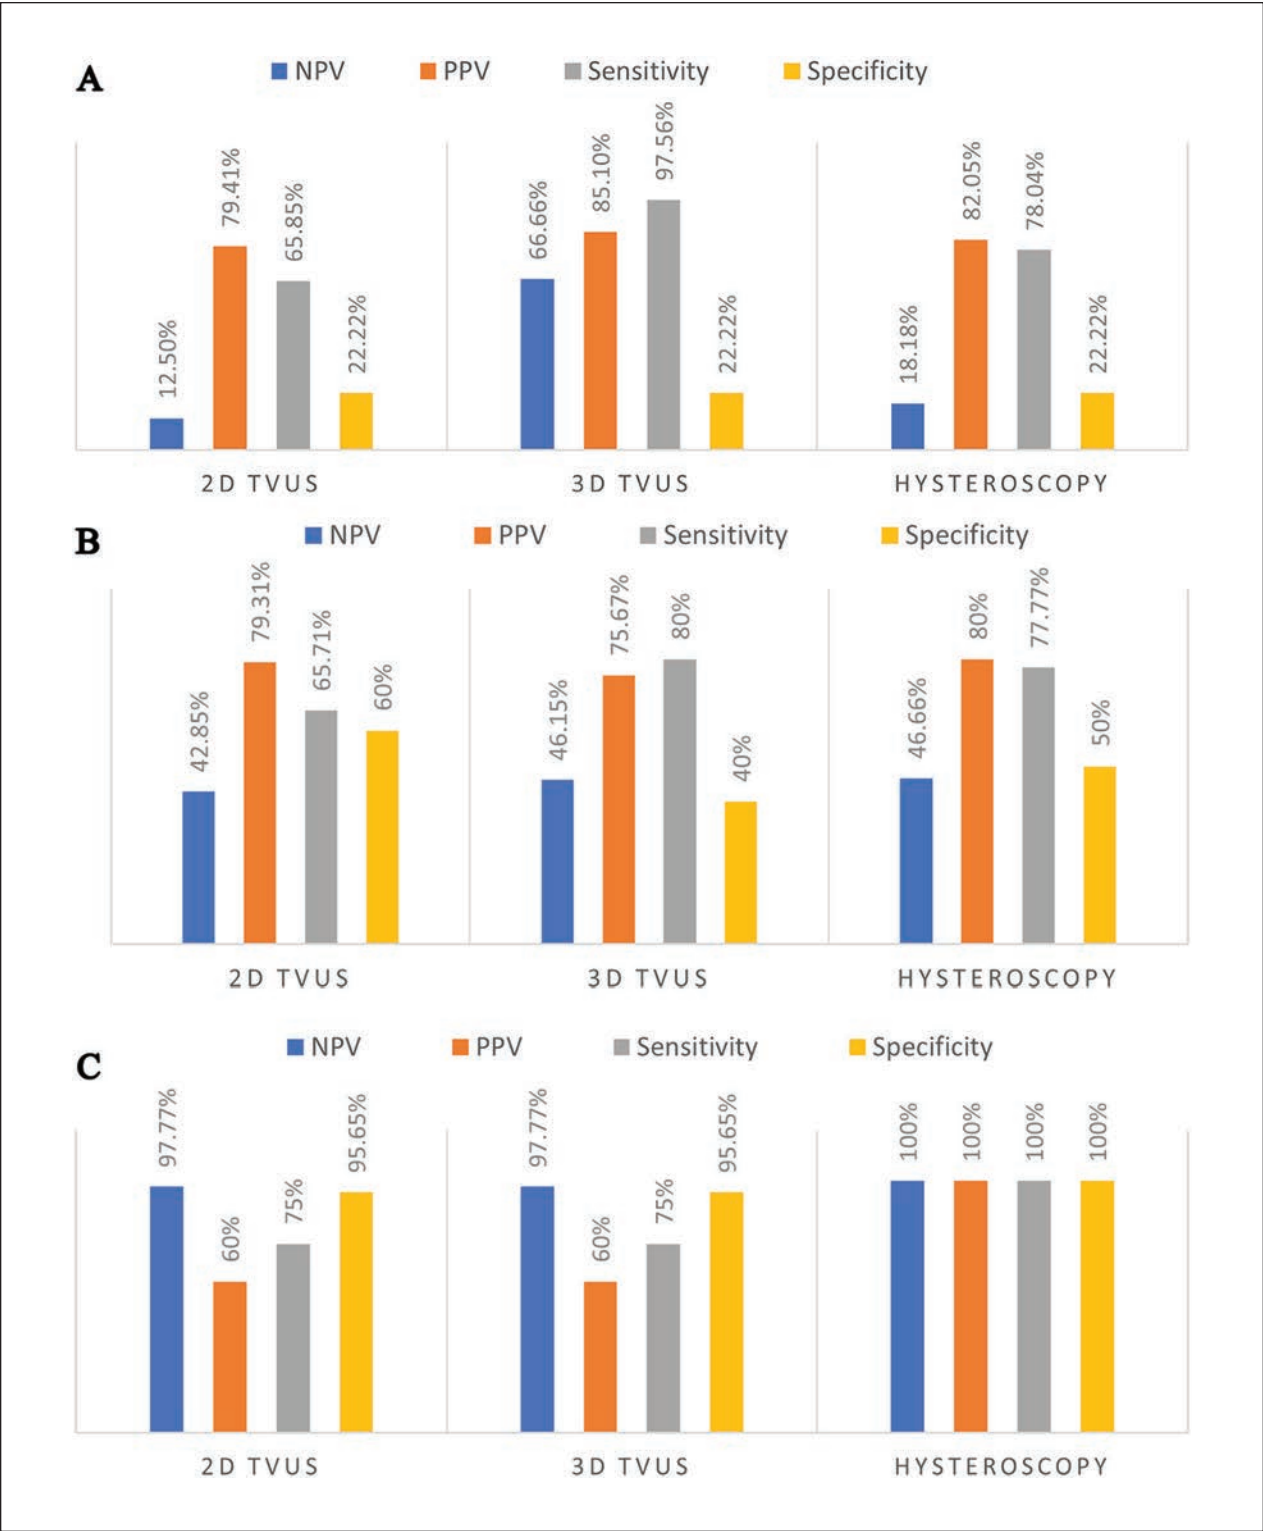 A
NPV PPV Sensitivity Specificity
12.50% 79.41% 65.85% 22.22% 66.66% 85.10% 97.56% 22.22% 18.18% 82.05% 78.04% 22.22%
2D TVUS 3D TVUS HYSTEROSCOPY
B
NPV PPV Sensitivity Specificity
42.85% 79.31% 65.71% 60% 46.15% 75.67% 80% 40% 46.66% 80% 77.77% 50%
2D TVUS 3D TVUS HYSTEROSCOPY
C
NPV PPV Sensitivity Specificity
97.77% 60% 75% 95.65% 97.77% 60% 75% 95.65% 100% 100% 100% 100%
2D TVUS 3D TVUS HYSTEROSCOPY